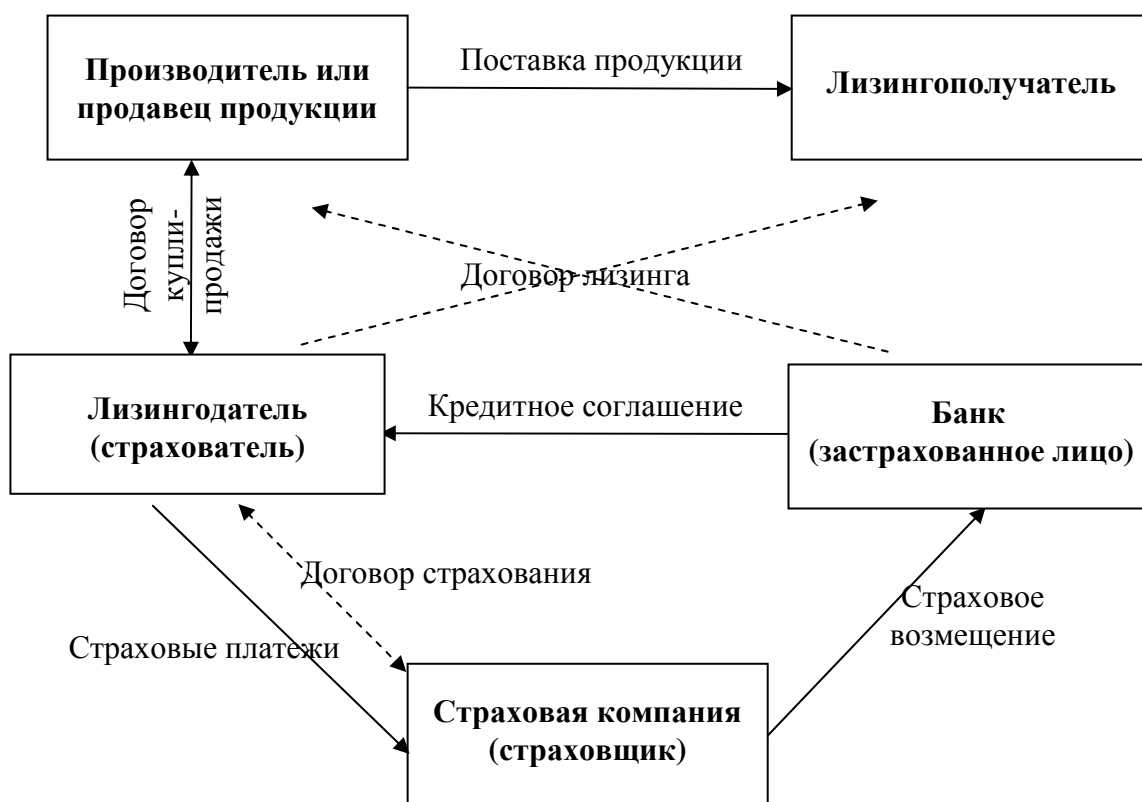 Производитель или
продавец продукции
Поставка продукции
Лизингополучатель
Договор
купли-
продажи
Договор лизинга
Лизингодатель
(страхователь)
Кредитное соглашение
Банк
(застрахованное лицо)
Договор страхования
Страховое
возмещение
Страховые платежи
Страховая компания
(страховщик)